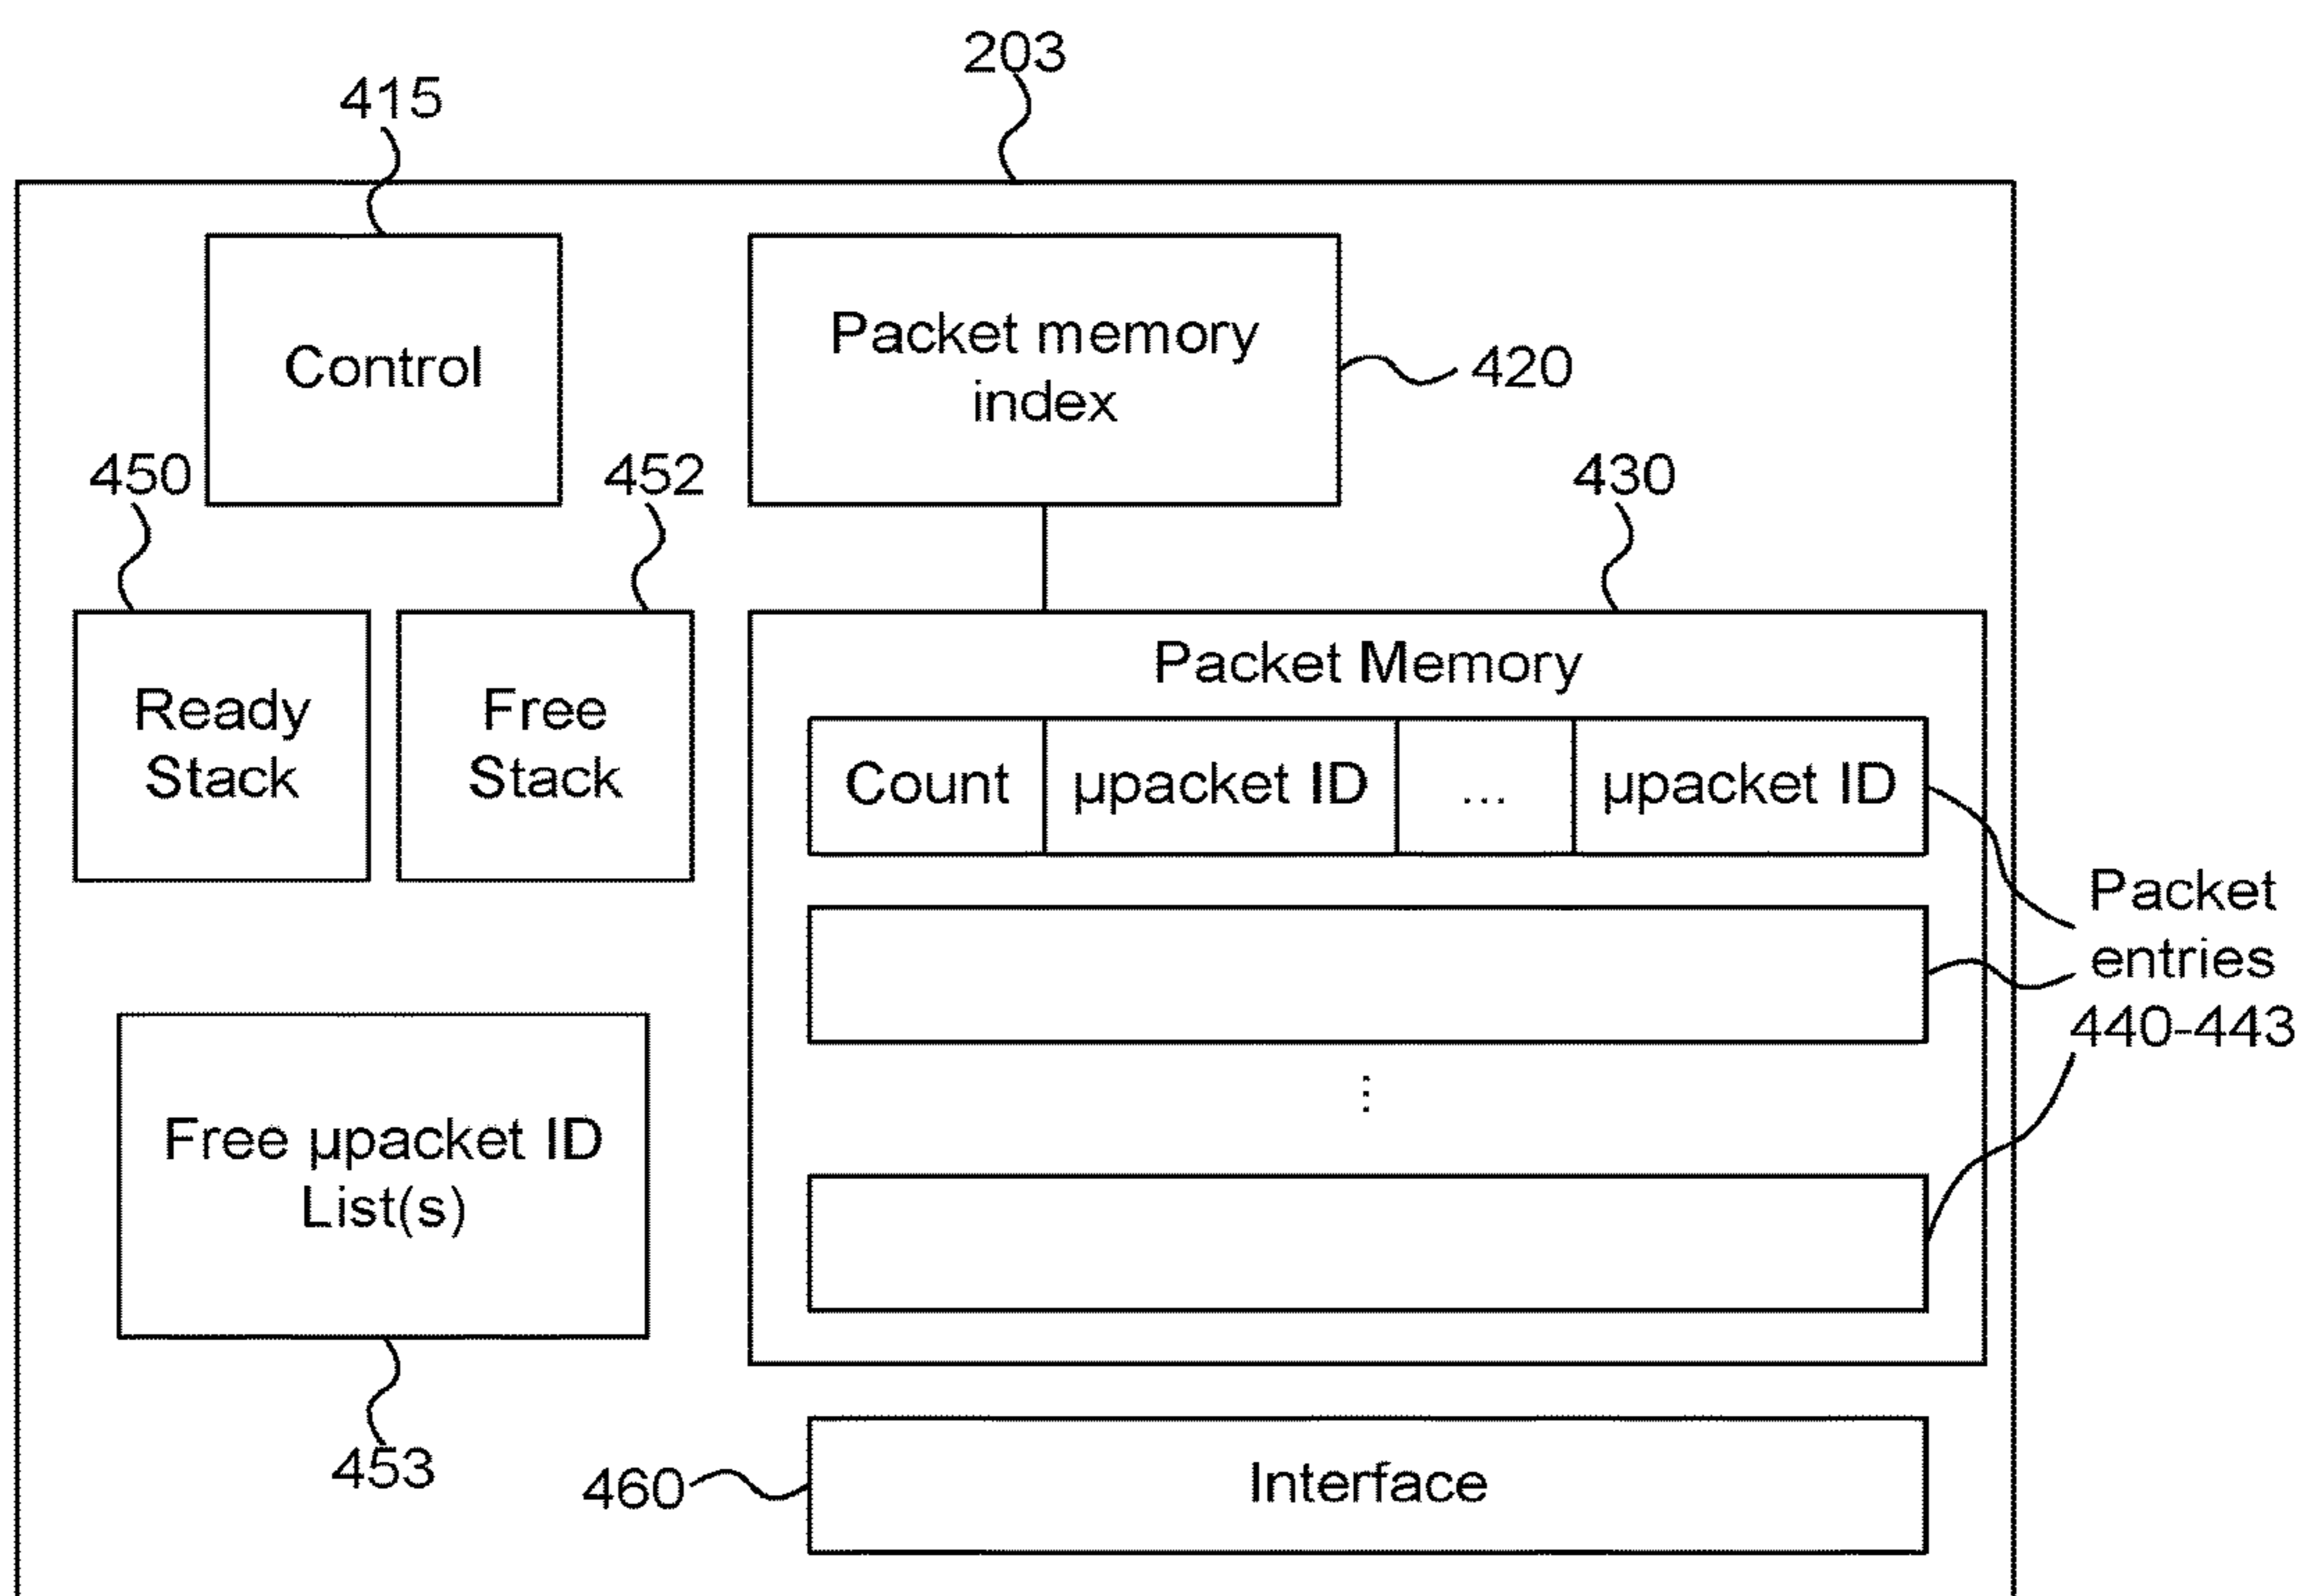 203
415
Control
Packet memory
index
420
450
452
430
Ready
Stack
Free
Stack
Packet Memory
Count
µpacket ID
...
µpacket ID
Packet
entries
440-443
Free µpacket ID
List(s)
453
460
Interface